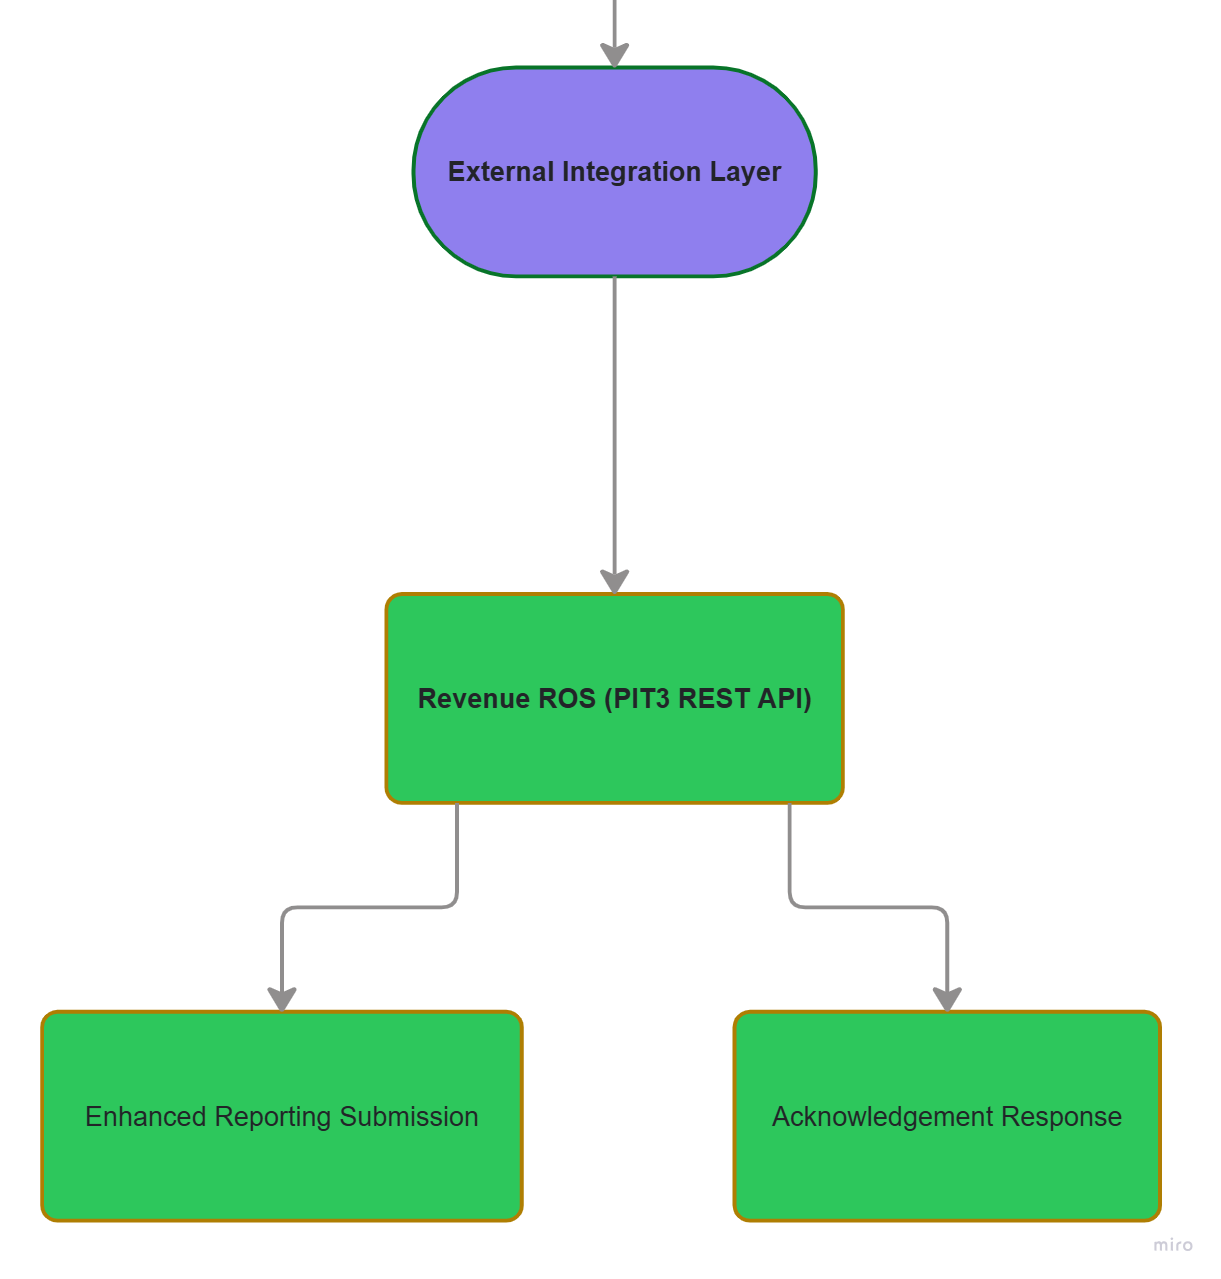 External Integration Layer
Revenue ROS (PIT3 REST API)
Enhanced Reporting Submission
Acknowledgement Response
miro